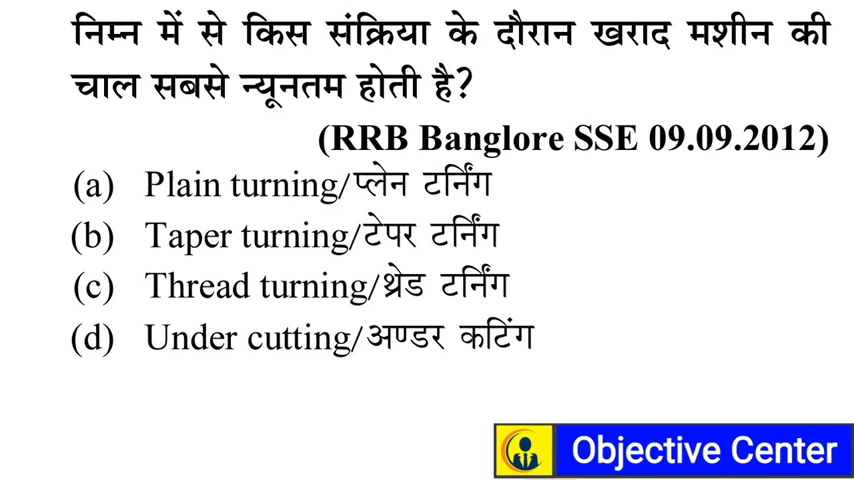 निम्न में से किस संक्रिया के दौरान खराद मशीन की
चाल सबसे न्यूनतम होती है?
(RRB Banglore SSE 09.09.2012)
(a) Plain turning/प्लेन टर्निंग
(b) Taper turning/टेपर टर्निंग
(c) Thread turning/थ्रेड टर्निंग
(d) Under cutting/अण्डर कटिंग
Objective Center